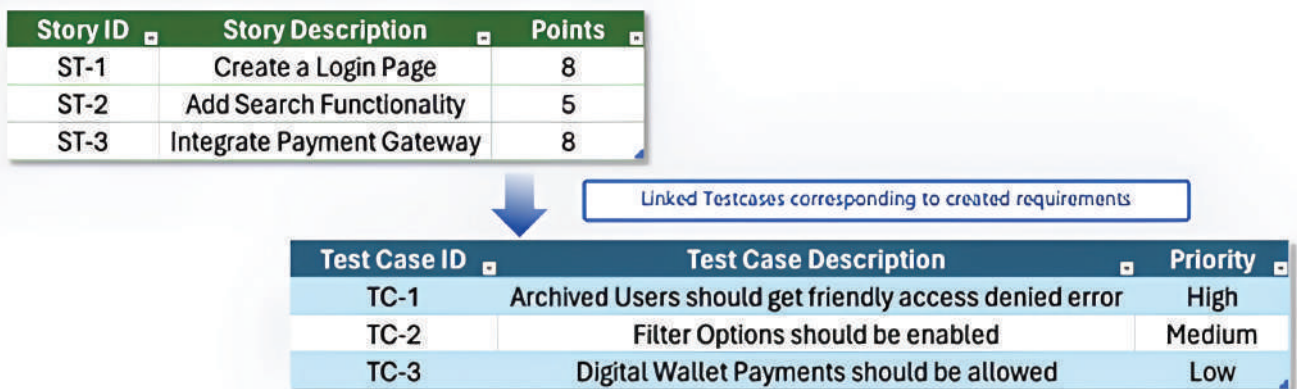 Story ID Story Description Points
ST-1 Create a Login Page 8
ST-2 Add Search Functionality 5
ST-3 Integrate Payment Gateway 8
Linked Testcases corresponding to created requirements
Test Case ID Test Case Description Priority
TC-1 Archived Users should get friendly access denied error High
TC-2 Filter Options should be enabled Medium
TC-3 Digital Wallet Payments should be allowed Low